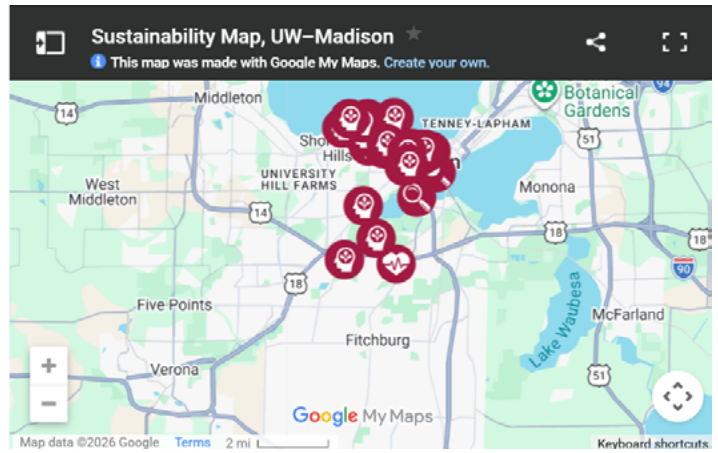 Sustainability Map, UW–Madison
This map was made with Google My Maps. Create your own.
14
Middleton
94
Botanical
Gardens
TENNEY-LAPHAM
51
Hills
UNIVERSITY
HILL FARMS
West
Middleton
Monona
14
18
18
90
18
Five Points
McFarland
Lake Waubesa
Fitchburg
Verona
51
Google My Maps
Map data ©2026 Google Terms 2 mi Keyboard shortcuts